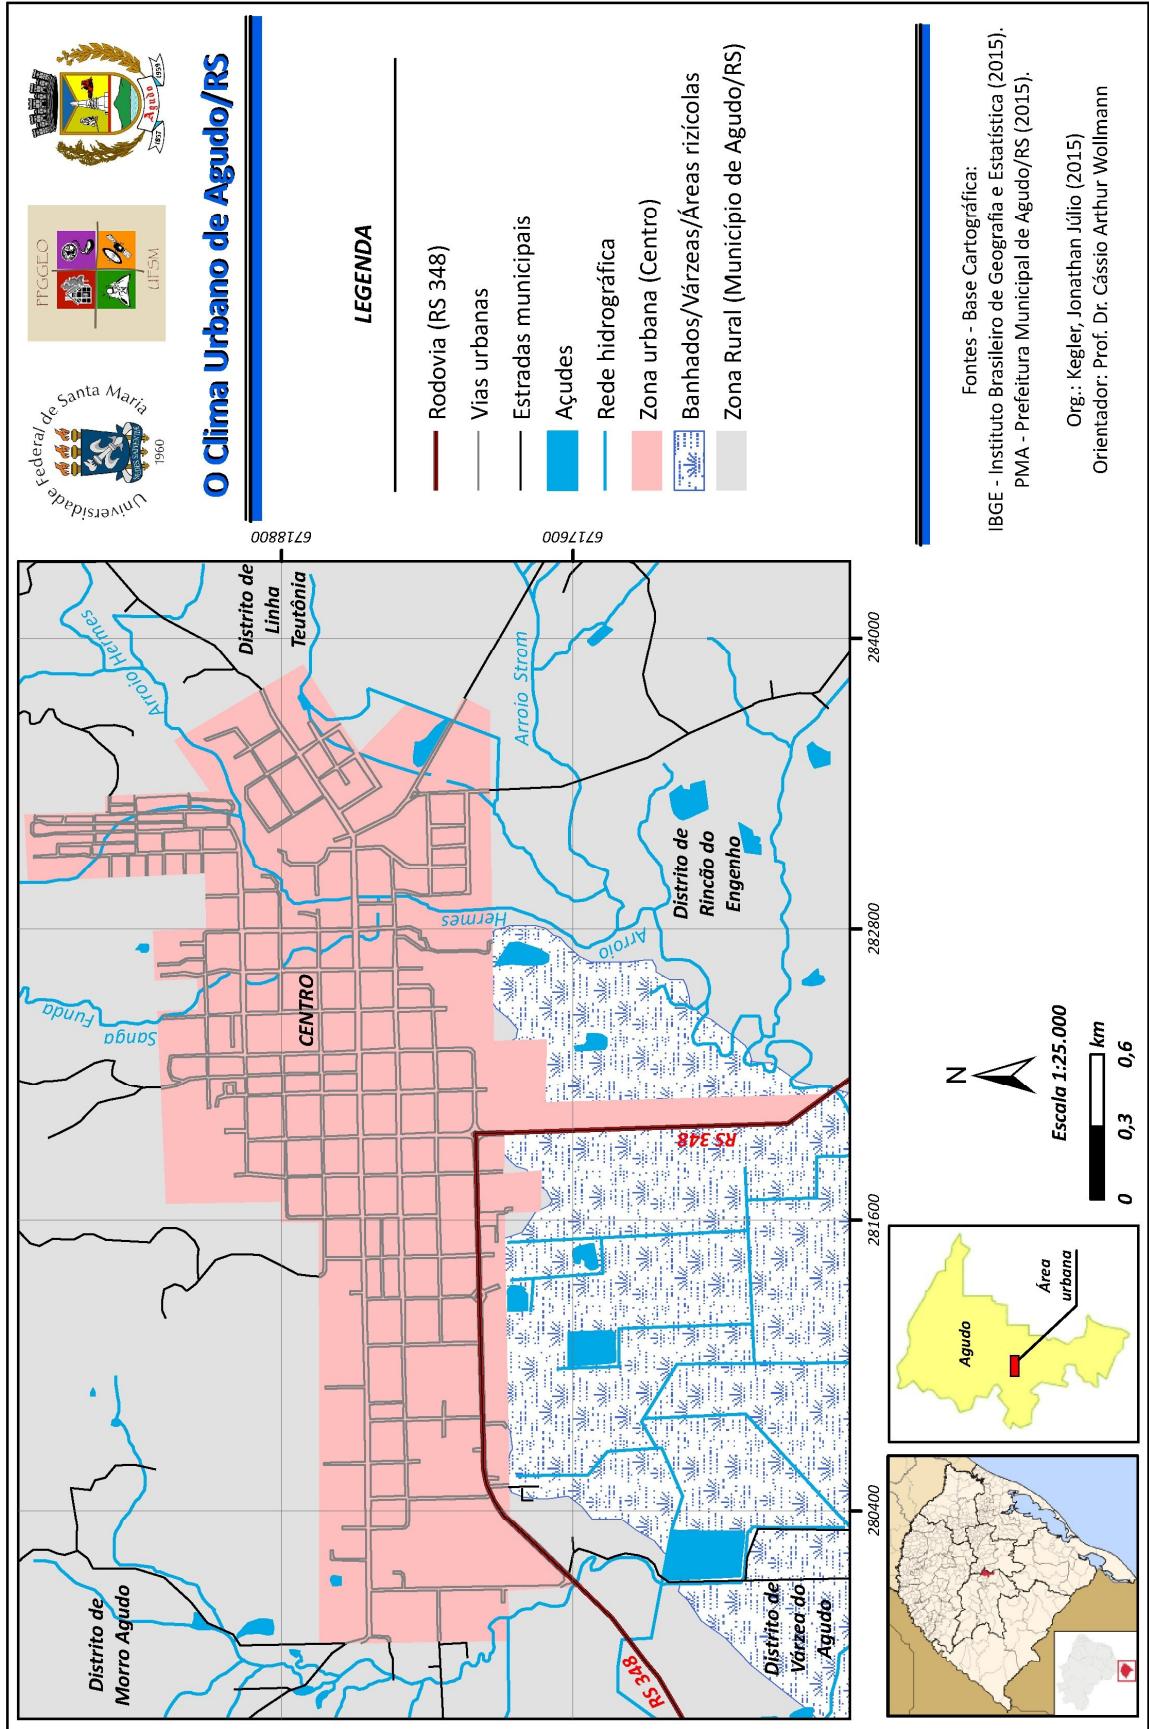 Universidade Federal de Santa Maria
1960
PPGGEO
UFSM
1857
Agudo
1959
O Clima Urbano de Agudo/RS
LEGENDA
Rodovia (RS 348)
Vias urbanas
Estradas municipais
Açudes
Rede hidrográfica
Zona urbana (Centro)
Banhados/Várzeas/Áreas rizícolas
Zona Rural (Município de Agudo/RS)
Fontes - Base Cartográfica:
IBGE - Instituto Brasileiro de Geografia e Estatística (2015).
PMA - Prefeitura Municipal de Agudo/RS (2015).
Org.: Kegler, Jonathan Júlio (2015)
Orientador: Prof. Dr. Cássio Arthur Wollmann
6718800
6717600
280400
281600
282800
284000
Distrito de
Morro Agudo
Sanga Funda
CENTRO
Arroio Hermes
Distrito de
Linha
Teutônia
Arroio Strom
Hermes
Arroio
Distrito de
Rincão do
Engenho
RS 348
RS 348
Distrito de
Várzea do
Agudo
Agudo
Área
urbana
N
Escala 1:25.000
km
0
0,3
0,6